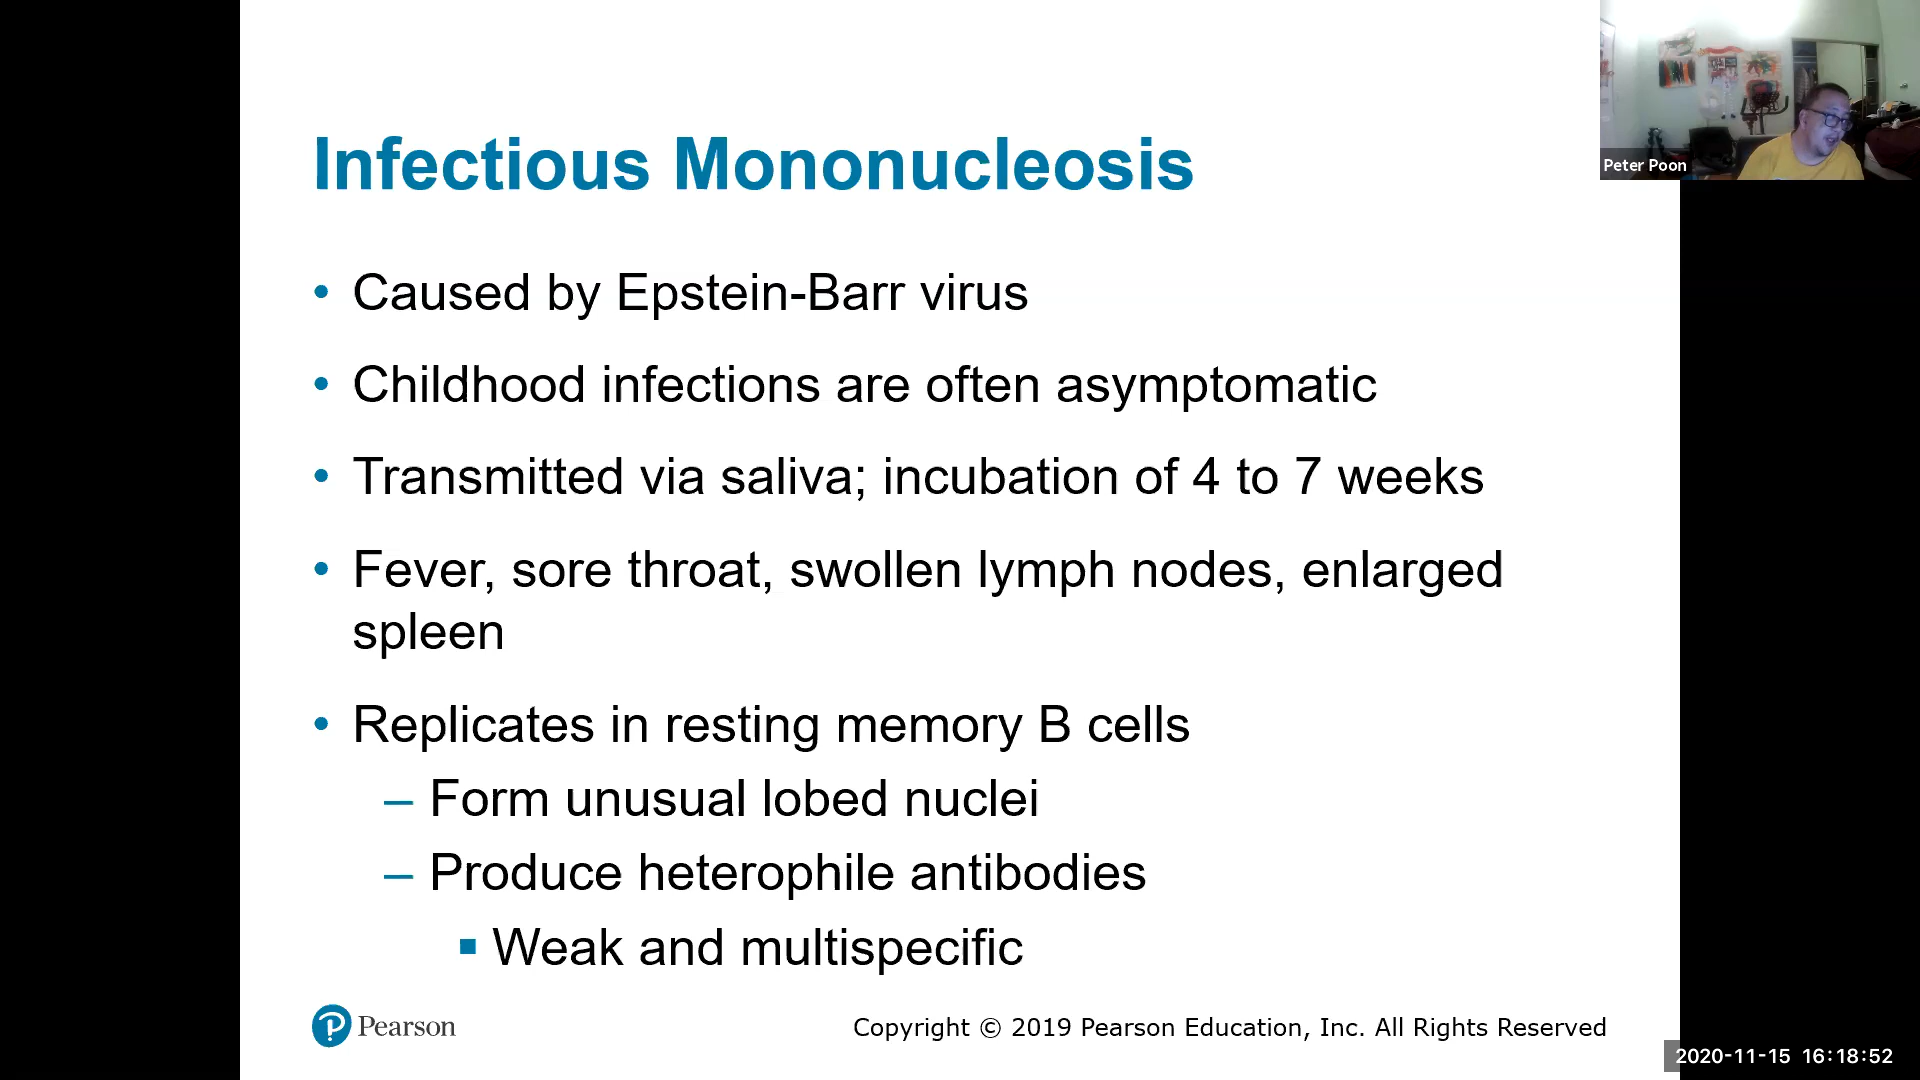 Infectious Mononucleosis
• Caused by Epstein-Barr virus
• Childhood infections are often asymptomatic
• Transmitted via saliva; incubation of 4 to 7 weeks
• Fever, sore throat, swollen lymph nodes, enlarged
spleen
• Replicates in resting memory B cells
– Form unusual lobed nuclei
– Produce heterophile antibodies
▪ Weak and multispecific
Pearson
Copyright © 2019 Pearson Education, Inc. All Rights Reserved
Peter Poon
2020-11-15 16:18:52